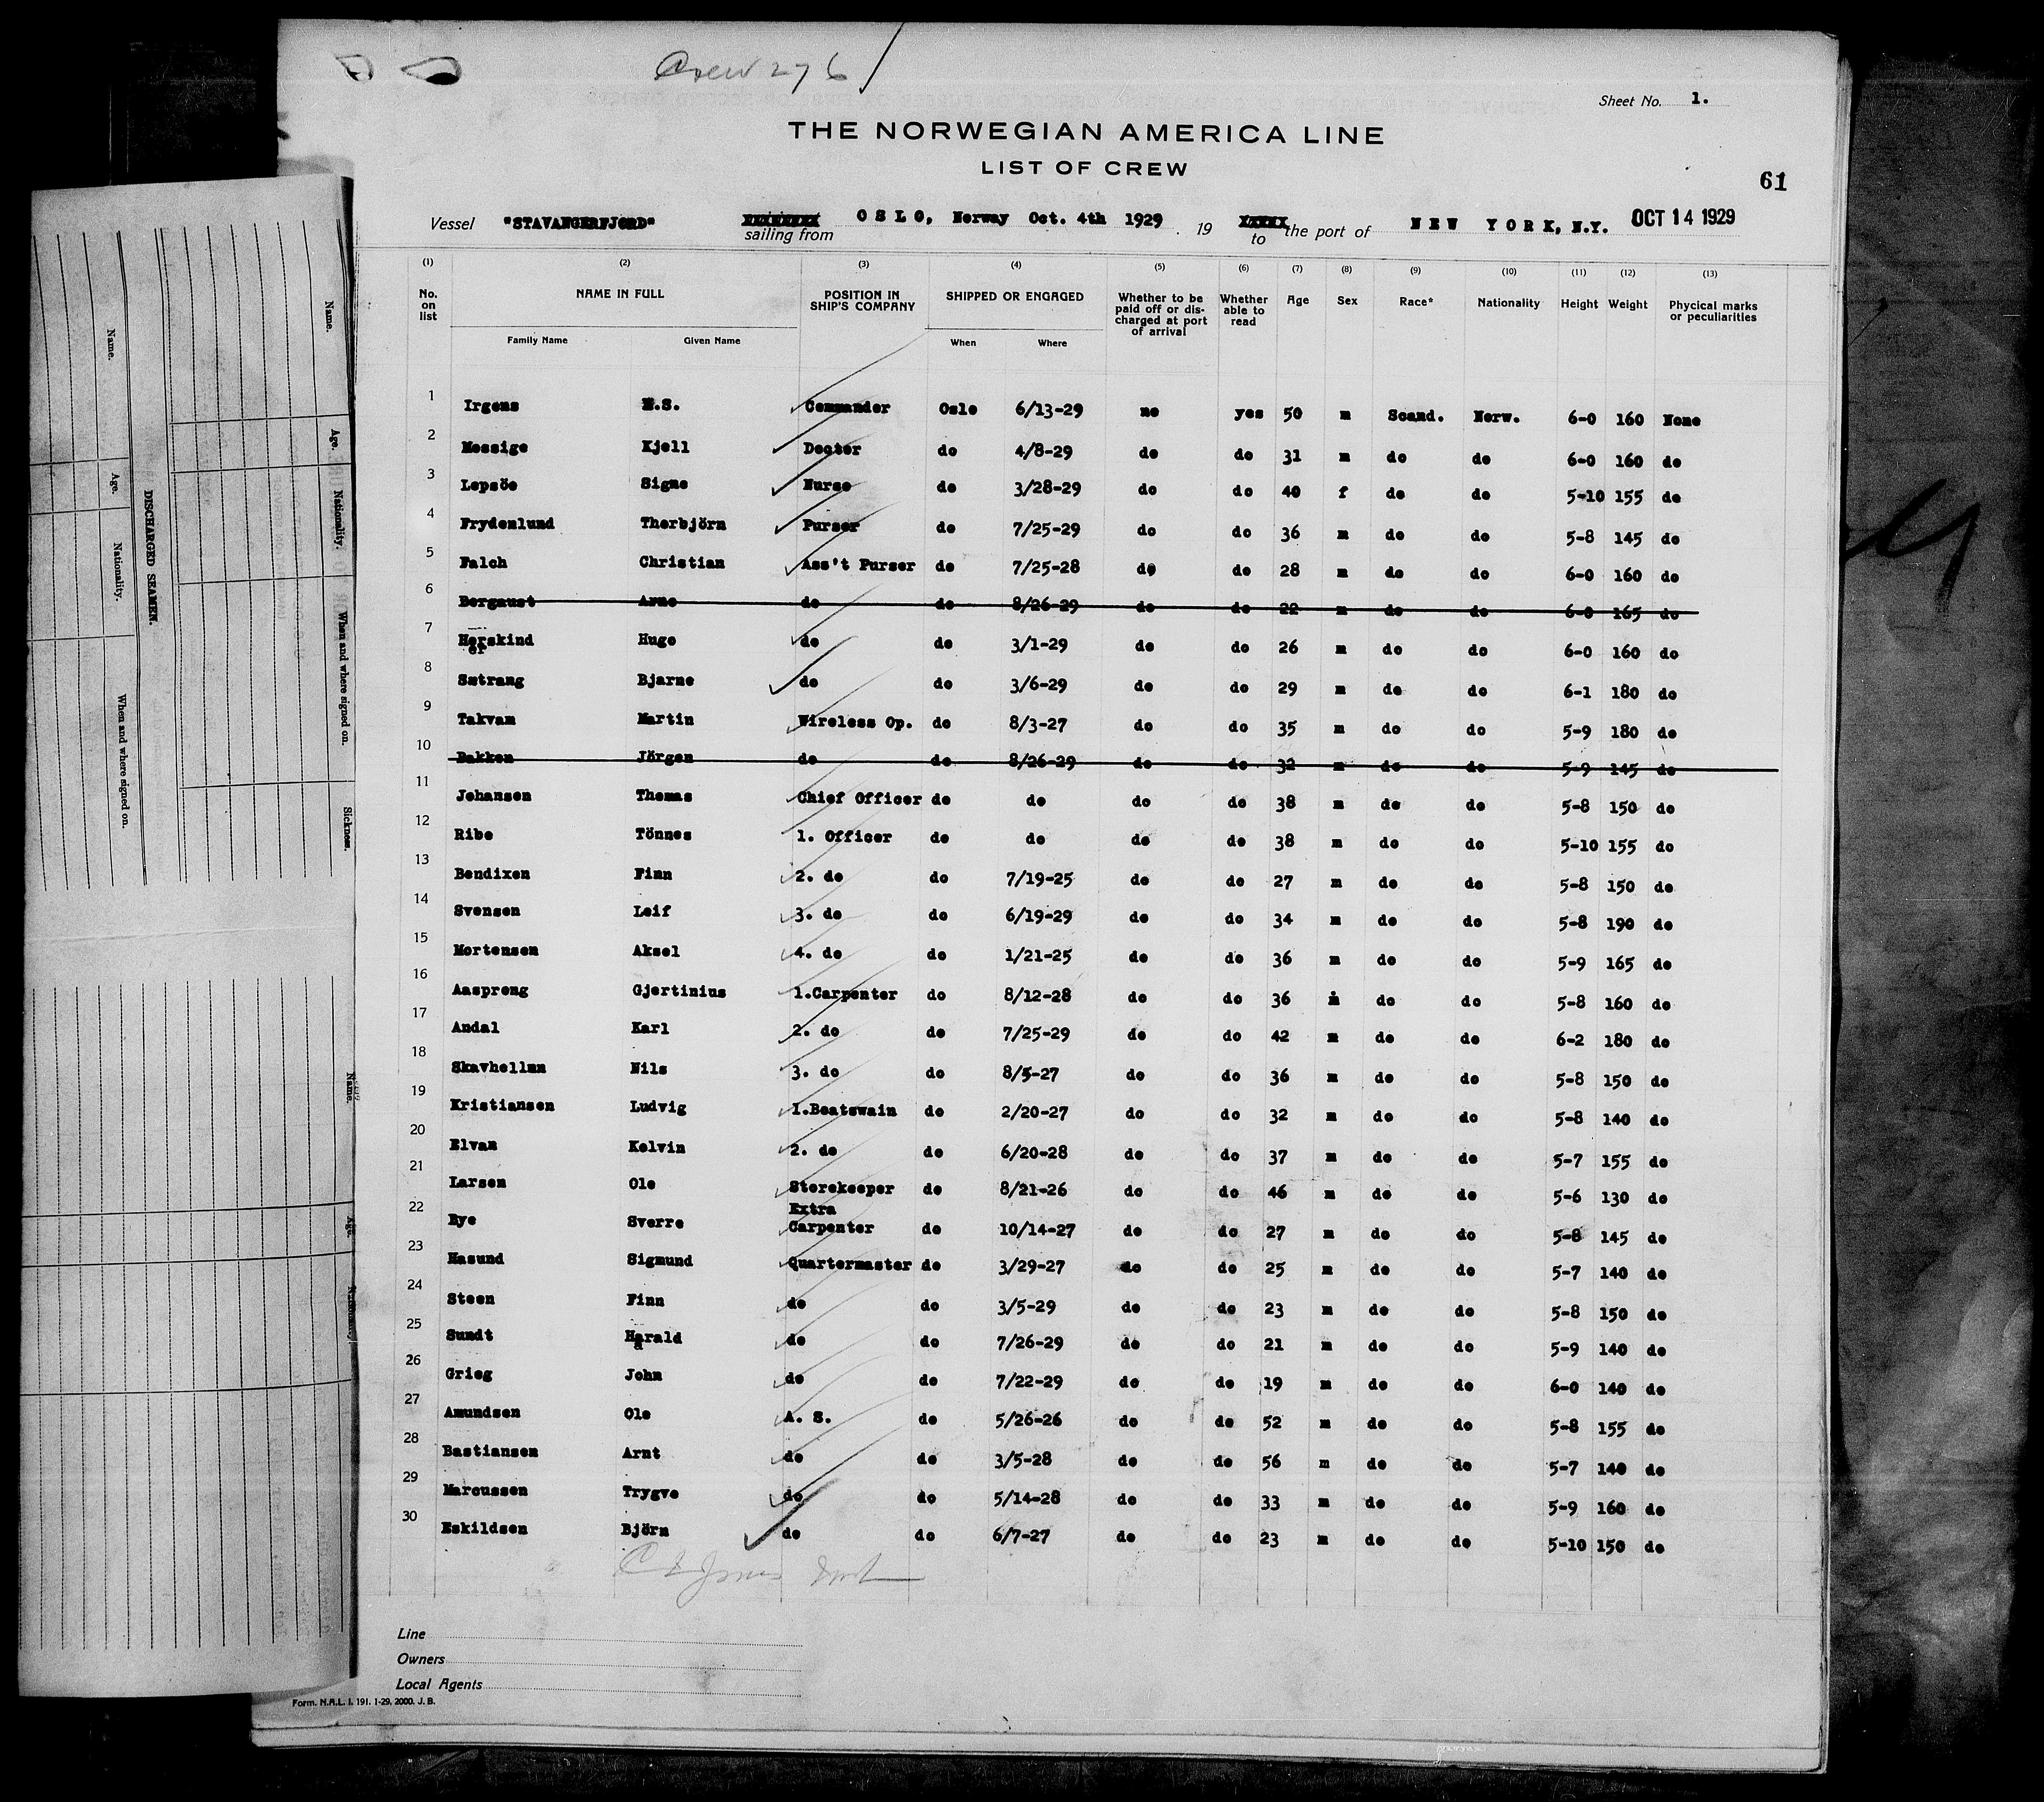 Crew 276
Sheet No. 1.
THE NORWEGIAN AMERICA LINE
LIST OF CREW
61
Vessel "STAVANGERFJORD" XXXXXXXX sailing from OSLO, Norway Oct. 4th 1929 19 XXXXX to the port of NEW YORK, N.Y. OCT 14 1929
(1) (2) (3) (4) (5) (6) (7) (8) (9) (10) (11) (12) (13)
No. on list NAME IN FULL POSITION IN SHIP'S COMPANY SHIPPED OR ENGAGED Whether to be paid off or discharged at port of arrival Whether able to read Age Sex Race* Nationality Height Weight Phycical marks or peculiarities
Family Name Given Name When Where
1 Irgens M.S. Commander Oslo 6/13-29 no yes 50 m Scand. Norw. 6-0 160 None
2 Messige Kjell Doctor do 4/8-29 do do 31 m do do 6-0 160 do
3 Lepsöe Signe Nurse do 3/28-29 do do 40 f do do 5-10 155 do
4 Frydenlund Thorbjörn Purser do 7/25-29 do do 36 m do do 5-8 145 do
5 Falch Christian Ass't Purser do 7/25-28 do do 28 m do do 6-0 160 do
6 Bergaust Arne do do 8/26-29 do do 22 m do do 6-0 165 do
7 Herskind Hugo do do 3/1-29 do do 26 m do do 6-0 160 do
8 Sætrang Bjarne do do 3/6-29 do do 29 m do do 6-1 180 do
9 Takvam Martin Wireless Op. do 8/3-27 do do 35 m do do 5-9 180 do
10 Bakken Jörgen do do 8/26-29 do do 32 m do do 5-9 145 do
11 Johansen Thomas Chief Officer do do do do 38 m do do 5-8 150 do
12 Ribe Tönnes 1. Officer do do do do 38 m do do 5-10 155 do
13 Bendixen Finn 2. do do 7/19-25 do do 27 m do do 5-8 150 do
14 Svensen Leif 3. do do 6/19-29 do do 34 m do do 5-8 190 do
15 Mortensen Aksel 4. do do 1/21-25 do do 36 m do do 5-9 165 do
16 Aaspreng Gjertinius 1.Carpenter do 8/12-28 do do 36 m do do 5-8 160 do
17 Andal Karl 2. do do 7/25-29 do do 42 m do do 6-2 180 do
18 Skavhellen Nils 3. do do 8/5-27 do do 36 m do do 5-8 150 do
19 Kristiansen Ludvig 1.Boatswain do 2/20-27 do do 32 m do do 5-8 140 do
20 Elvan Kelvin 2. do do 6/20-28 do do 37 m do do 5-7 155 do
21 Larsen Ole Storekeeper do 8/21-26 do do 46 m do do 5-6 130 do
22 Rye Sverre Extra Carpenter do 10/14-27 do do 27 m do do 5-8 145 do
23 Hasund Sigmund Quartermaster do 3/29-27 do do 25 m do do 5-7 140 do
24 Steen Finn do do 3/5-29 do do 23 m do do 5-8 150 do
25 Sundt Harald do do 7/26-29 do do 21 m do do 5-9 140 do
26 Grieg John do do 7/22-29 do do 19 m do do 6-0 140 do
27 Amundsen Ole A. S. do 5/26-26 do do 52 m do do 5-8 155 do
28 Bastiansen Arnt do do 3/5-28 do do 56 m do do 5-7 140 do
29 Marcussen Trygve do do 5/14-28 do do 33 m do do 5-9 160 do
30 Eskildsen Björn do do 6/7-27 do do 23 m do do 5-10 150 do
Line
Owners
Local Agents
Form. N.A.L. I. 191. 1-29, 2000. J. B.
Name.
Age.
Nationality.
When and where signed on.
DISCHARGED SEAMEN.
Name.
Age.
Nationality.
When and where signed on.
Sickness.
Name.
Age.
Nationality.